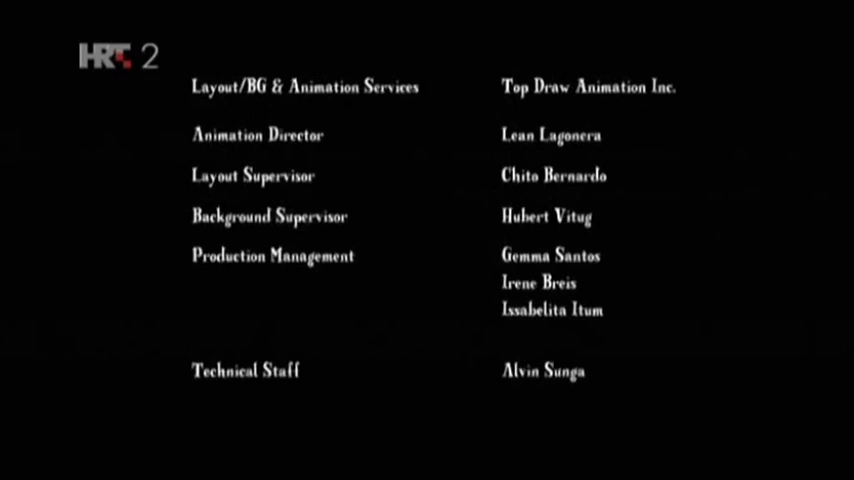 HRT 2
Layout/BG & Animation Services Top Draw Animation Inc.
Animation Director Lean Lagonera
Layout Supervisor Chito Bernardo
Background Supervisor Hubert Vitug
Production Management Gemma Santos
Irene Breis
Issabelita Itum
Technical Staff Alvin Sunga